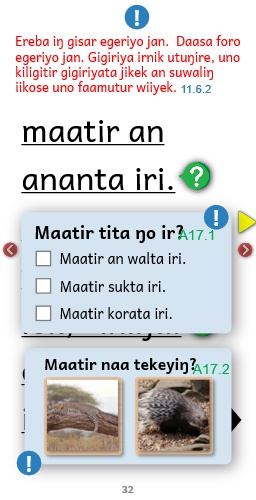 Ereba iŋ gisar egeriyo jan. Daasa foro
egeriyo jan. Gigiriya irnik utuŋire, uno
kiligitir gigiriyata jikek an suwaliŋ
iikose uno faamutur wiiyek. 11.6.2
maatir an
ananta iri.
Maatir tita ŋo ir? A17.1
Maatir an walta iri.
Maatir sukta iri.
Maatir korata iri.
Maatir naa tekeyiŋ? A17.2
32